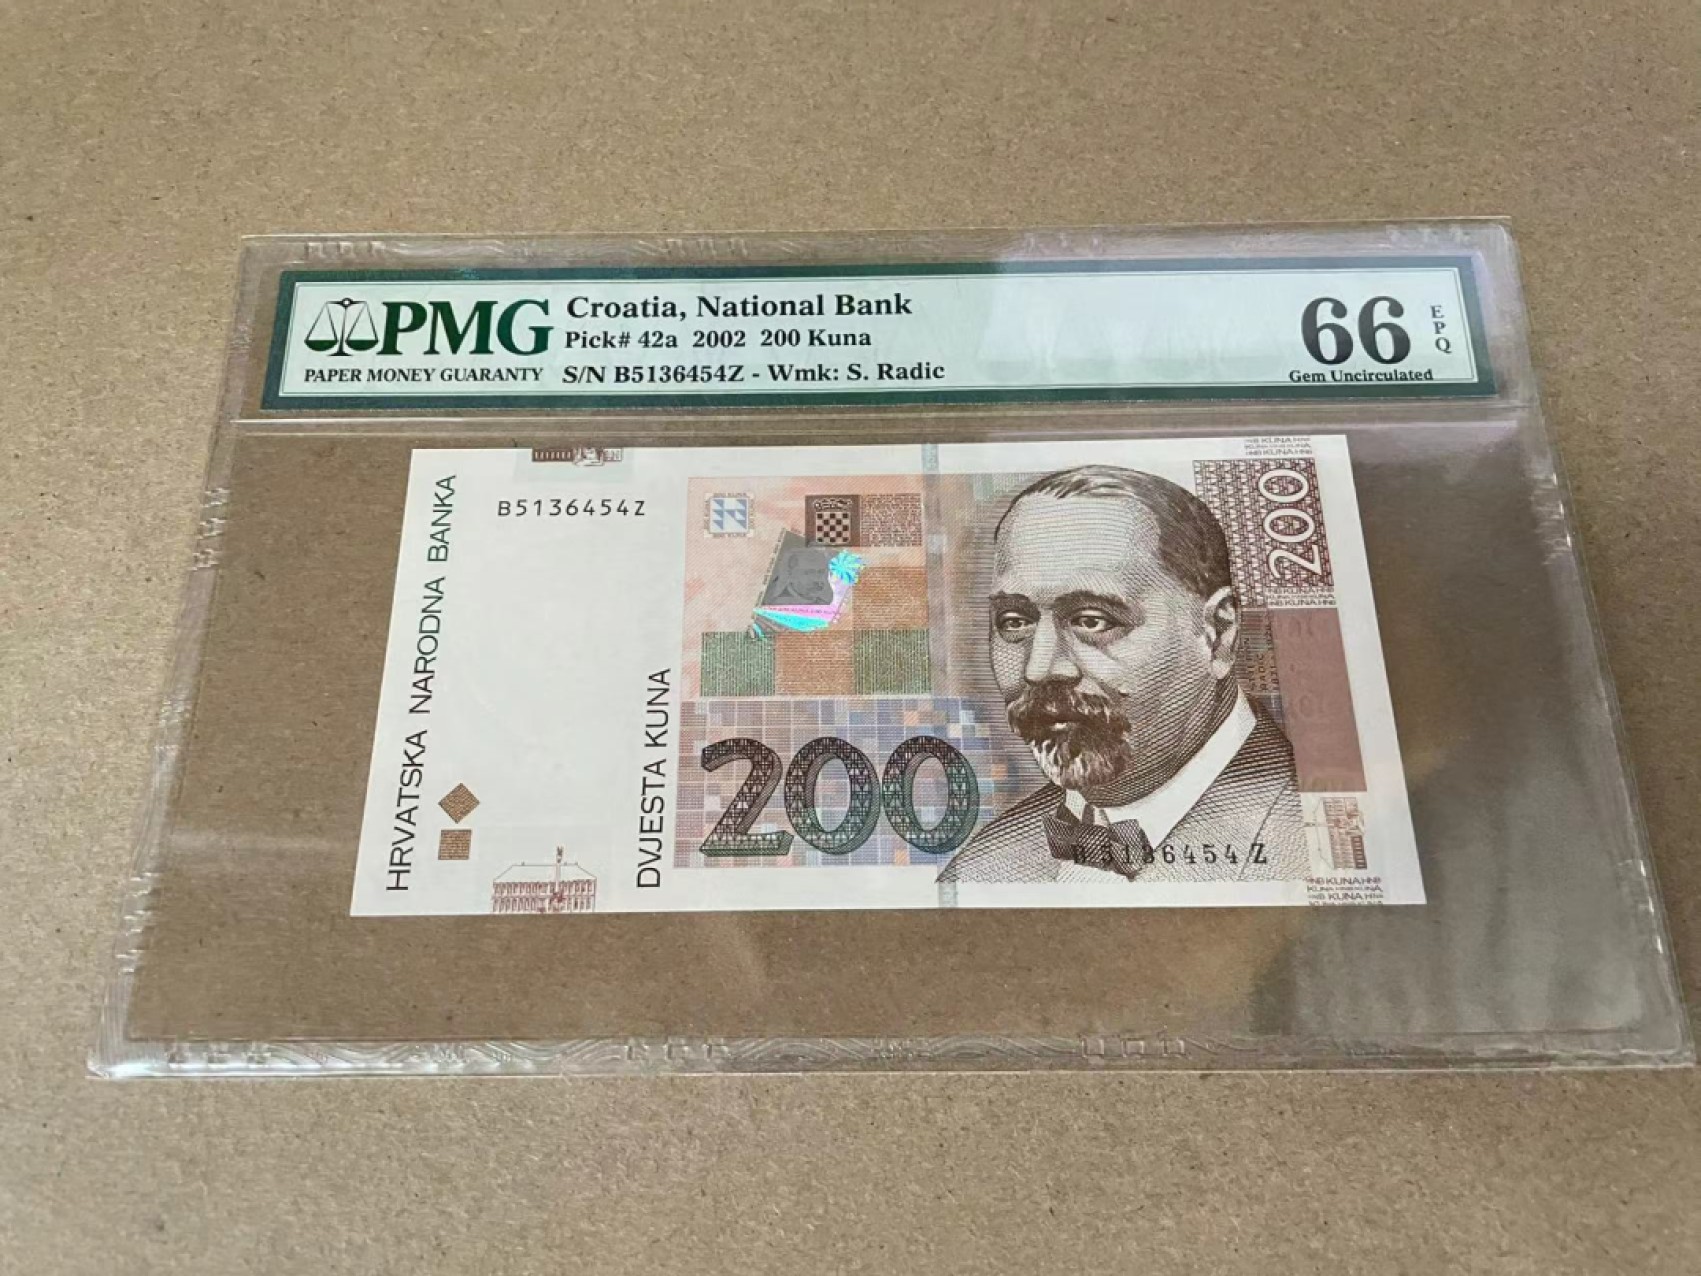 PMG
PAPER MONEY GUARANTY
Croatia, National Bank
Pick# 42a 2002 200 Kuna
S/N B5136454Z - Wmk: S. Radic
66
EPQ
Gem Uncirculated
HRVATSKA NARODNA BANKA
B5136454Z
DVJESTA KUNA
200
200
B5136454Z